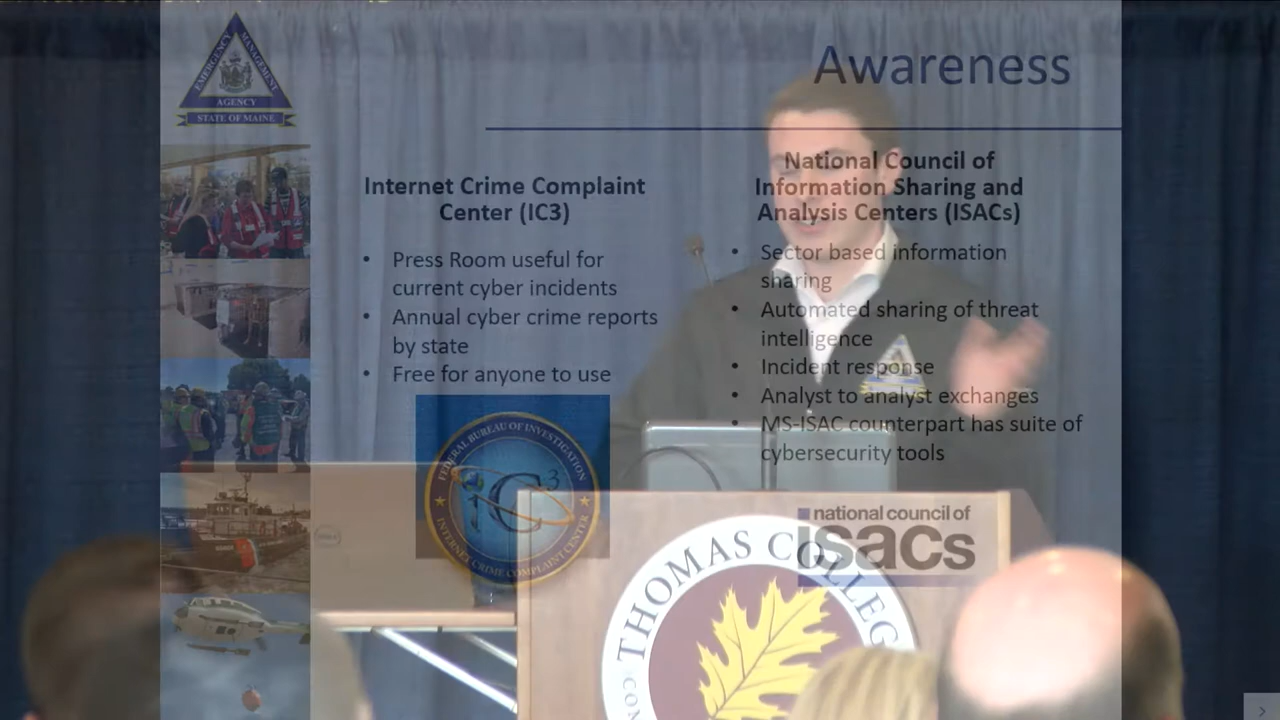 EMERGENCY MANAGEMENT
AGENCY
STATE OF MAINE
Awareness
Internet Crime Complaint
Center (IC3)
• Press Room useful for
current cyber incidents
• Annual cyber crime reports
by state
• Free for anyone to use
FEDERAL BUREAU OF INVESTIGATION
IC3
INTERNET CRIME COMPLAINT CENTER
National Council of
Information Sharing and
Analysis Centers (ISACs)
• Sector based information
sharing
• Automated sharing of threat
intelligence
• Incident response
• Analyst to analyst exchanges
• MS-ISAC counterpart has suite of
cybersecurity tools
national council of
isacs
THOMAS COLLEGE